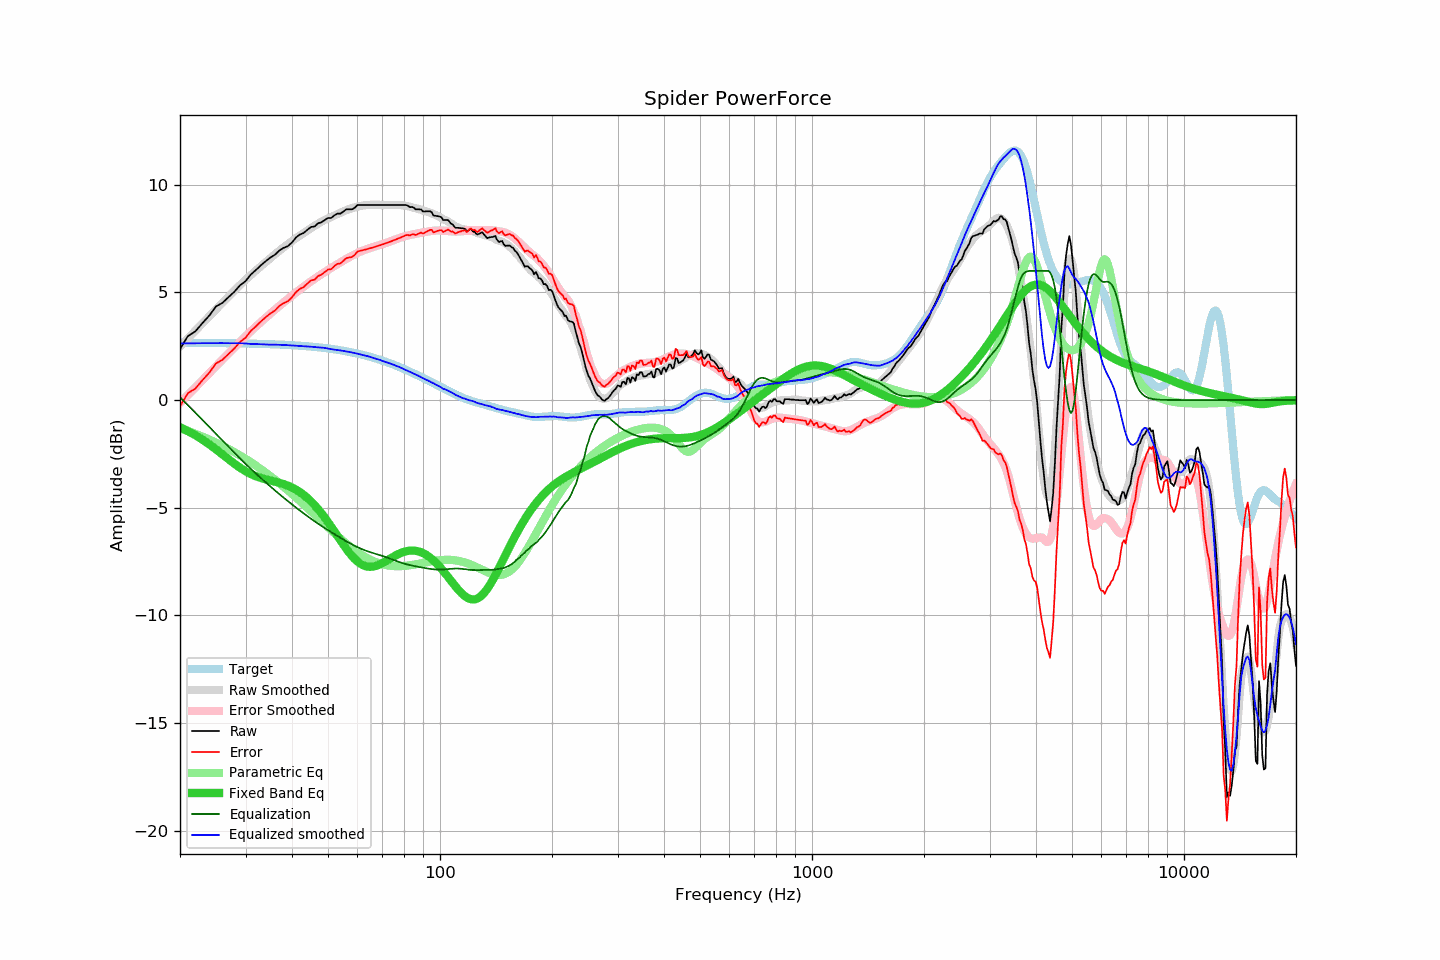 Spider PowerForce
10
5
0
−5
−10
−15
−20
Amplitude (dBr)
Target
Raw Smoothed
Error Smoothed
Raw
Error
Parametric Eq
Fixed Band Eq
Equalization
Equalized smoothed
100
1000
10000
Frequency (Hz)